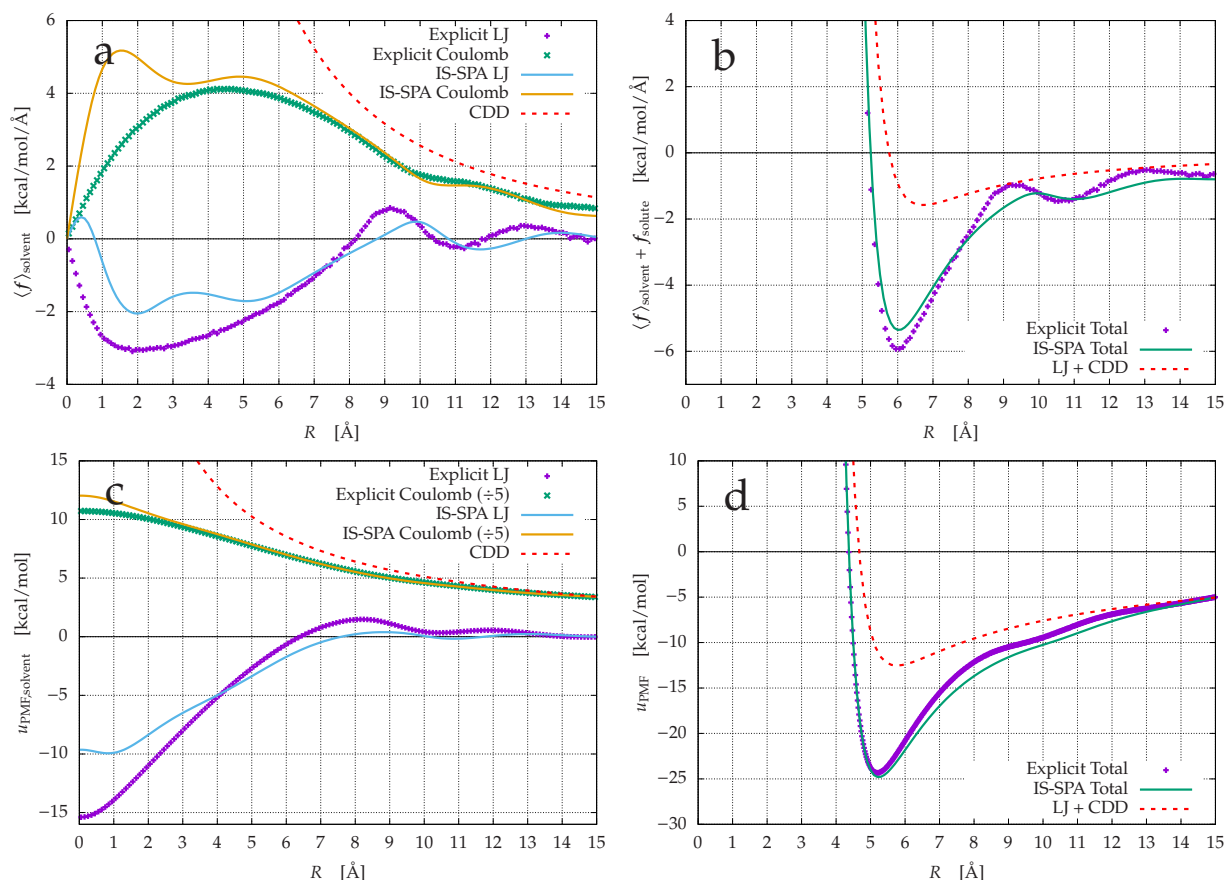 a
6
4
2
0
−2
−4
⟨f⟩solvent [kcal/mol/Å]
Explicit LJ
Explicit Coulomb
IS-SPA LJ
IS-SPA Coulomb
CDD
0 1 2 3 4 5 6 7 8 9 10 11 12 13 14 15
R [Å]
b
4
2
0
−2
−4
−6
⟨f⟩solvent + fsolute [kcal/mol/Å]
Explicit Total
IS-SPA Total
LJ + CDD
0 1 2 3 4 5 6 7 8 9 10 11 12 13 14 15
R [Å]
c
15
10
5
0
−5
−10
−15
uPMF,solvent [kcal/mol]
Explicit LJ
Explicit Coulomb (÷5)
IS-SPA LJ
IS-SPA Coulomb (÷5)
CDD
0 1 2 3 4 5 6 7 8 9 10 11 12 13 14 15
R [Å]
d
10
5
0
−5
−10
−15
−20
−25
−30
uPMF [kcal/mol]
Explicit Total
IS-SPA Total
LJ + CDD
0 1 2 3 4 5 6 7 8 9 10 11 12 13 14 15
R [Å]